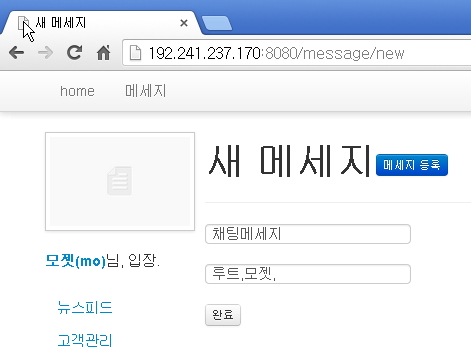 새 메세지
192.241.237.170:8080/message/new
home 메세지
새 메세지 메세지 등록
채팅메세지
모젯(mo)님, 입장.
루트,모젯,
뉴스피드
완료
고객관리